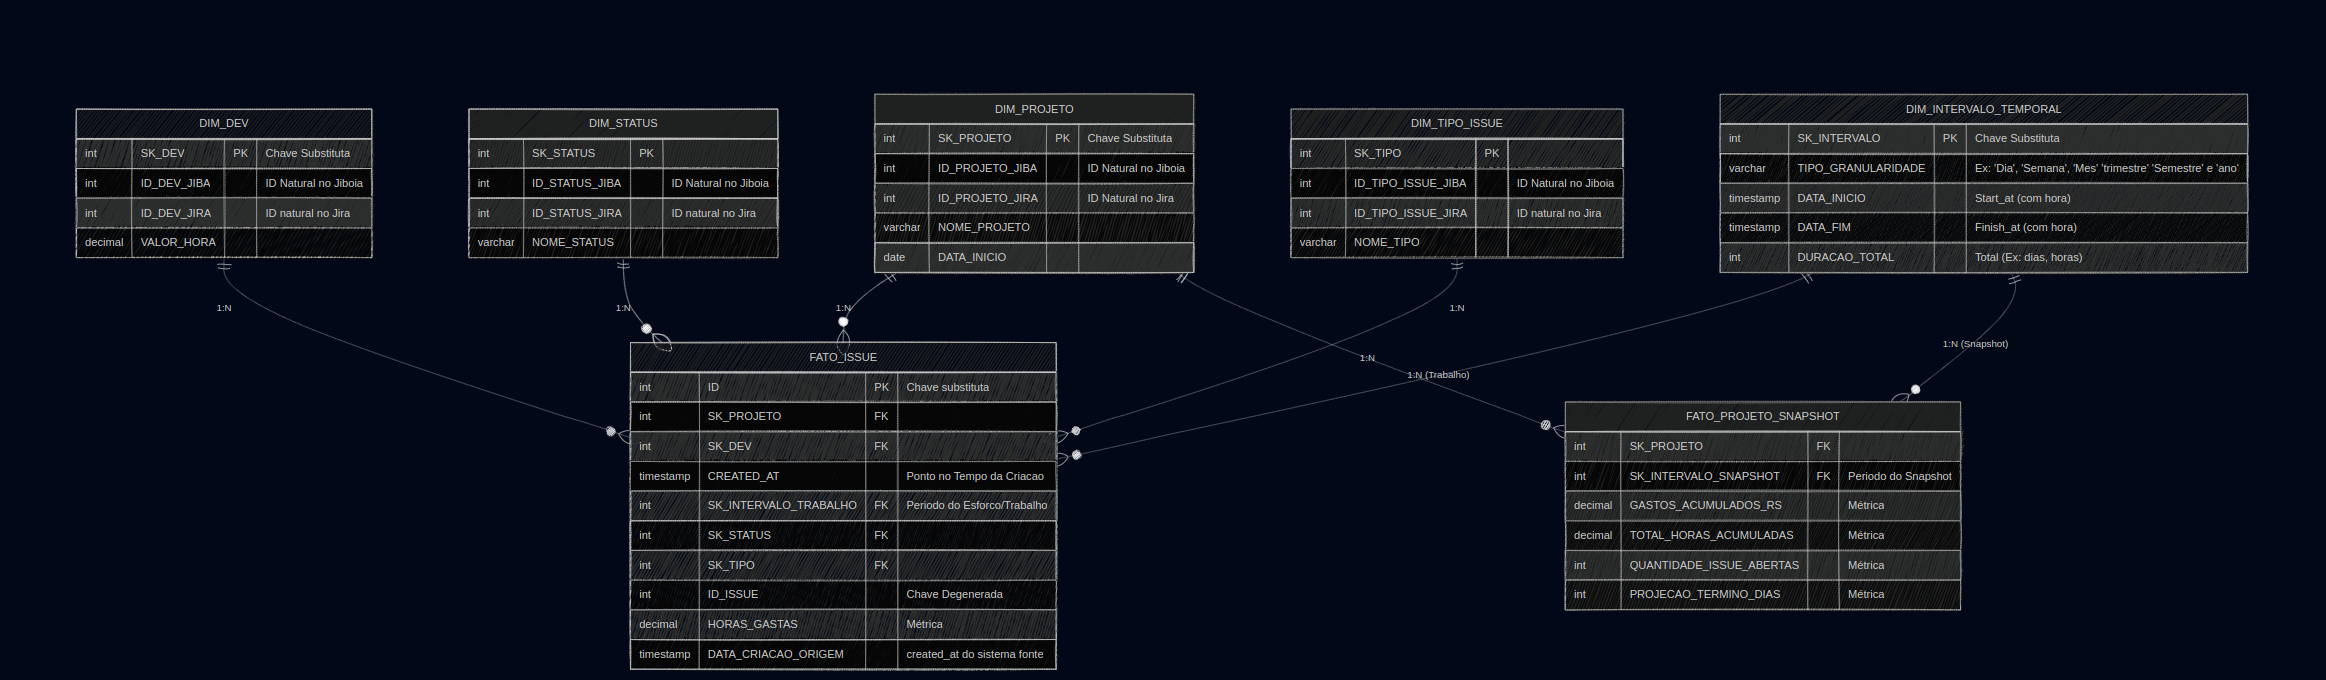 DIM_DEV
int SK_DEV PK Chave Substituta
int ID_DEV_JIBA ID Natural no Jiboia
int ID_DEV_JIRA ID natural no Jira
decimal VALOR_HORA
DIM_STATUS
int SK_STATUS PK
int ID_STATUS_JIBA ID Natural no Jiboia
int ID_STATUS_JIRA ID natural no Jira
varchar NOME_STATUS
DIM_PROJETO
int SK_PROJETO PK Chave Substituta
int ID_PROJETO_JIBA ID Natural no Jiboia
int ID_PROJETO_JIRA ID Natural no Jira
varchar NOME_PROJETO
date DATA_INICIO
DIM_TIPO_ISSUE
int SK_TIPO PK
int ID_TIPO_ISSUE_JIBA ID Natural no Jiboia
int ID_TIPO_ISSUE_JIRA ID natural no Jira
varchar NOME_TIPO
DIM_INTERVALO_TEMPORAL
int SK_INTERVALO PK Chave Substituta
varchar TIPO_GRANULARIDADE Ex: 'Dia', 'Semana', 'Mes' 'trimestre' 'Semestre' e 'ano'
timestamp DATA_INICIO Start_at (com hora)
timestamp DATA_FIM Finish_at (com hora)
int DURACAO_TOTAL Total (Ex: dias, horas)
1:N
1:N
1:N
1:N
1:N
1:N (Trabalho)
1:N (Snapshot)
FATO_ISSUE
int ID PK Chave substituta
int SK_PROJETO FK
int SK_DEV FK
timestamp CREATED_AT Ponto no Tempo da Criacao
int SK_INTERVALO_TRABALHO FK Periodo do Esforco/Trabalho
int SK_STATUS FK
int SK_TIPO FK
int ID_ISSUE Chave Degenerada
decimal HORAS_GASTAS Métrica
timestamp DATA_CRIACAO_ORIGEM created_at do sistema fonte
FATO_PROJETO_SNAPSHOT
int SK_PROJETO FK
int SK_INTERVALO_SNAPSHOT FK Periodo do Snapshot
decimal GASTOS_ACUMULADOS_RS Métrica
decimal TOTAL_HORAS_ACUMULADAS Métrica
int QUANTIDADE_ISSUE_ABERTAS Métrica
int PROJECAO_TERMINO_DIAS Métrica